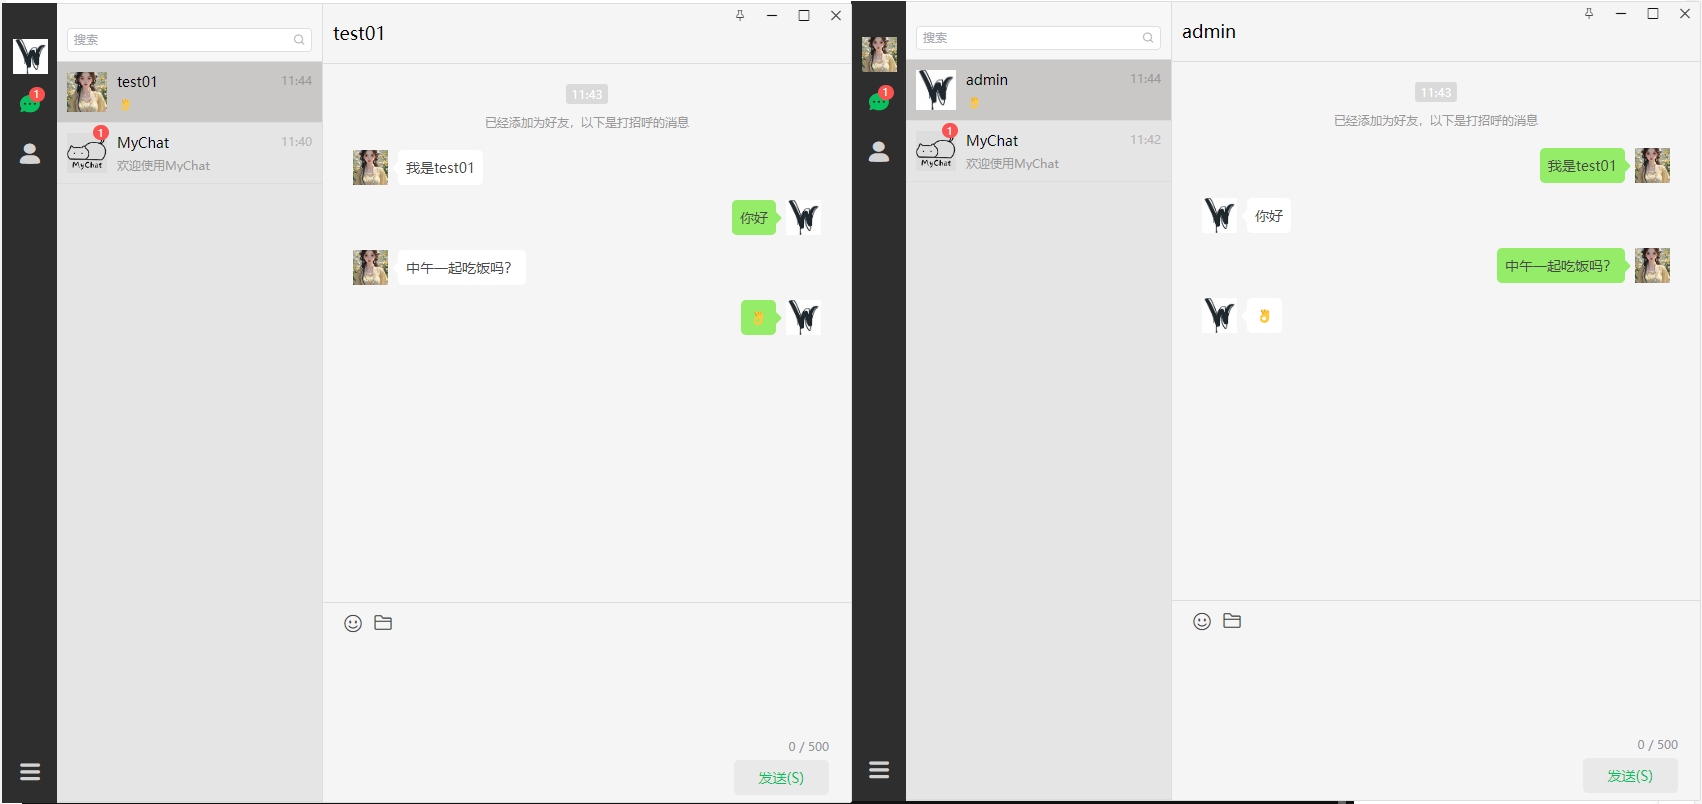 搜索
test01
11:44
1
test01
👌
MyChat
11:40
1
MyChat
欢迎使用MyChat
11:43
已经添加为好友，以下是打招呼的消息
我是test01
你好
中午一起吃饭吗？
👌
0 / 500
发送(S)
搜索
admin
11:44
1
admin
👌
MyChat
11:42
1
MyChat
欢迎使用MyChat
11:43
已经添加为好友，以下是打招呼的消息
我是test01
你好
中午一起吃饭吗？
👌
0 / 500
发送(S)